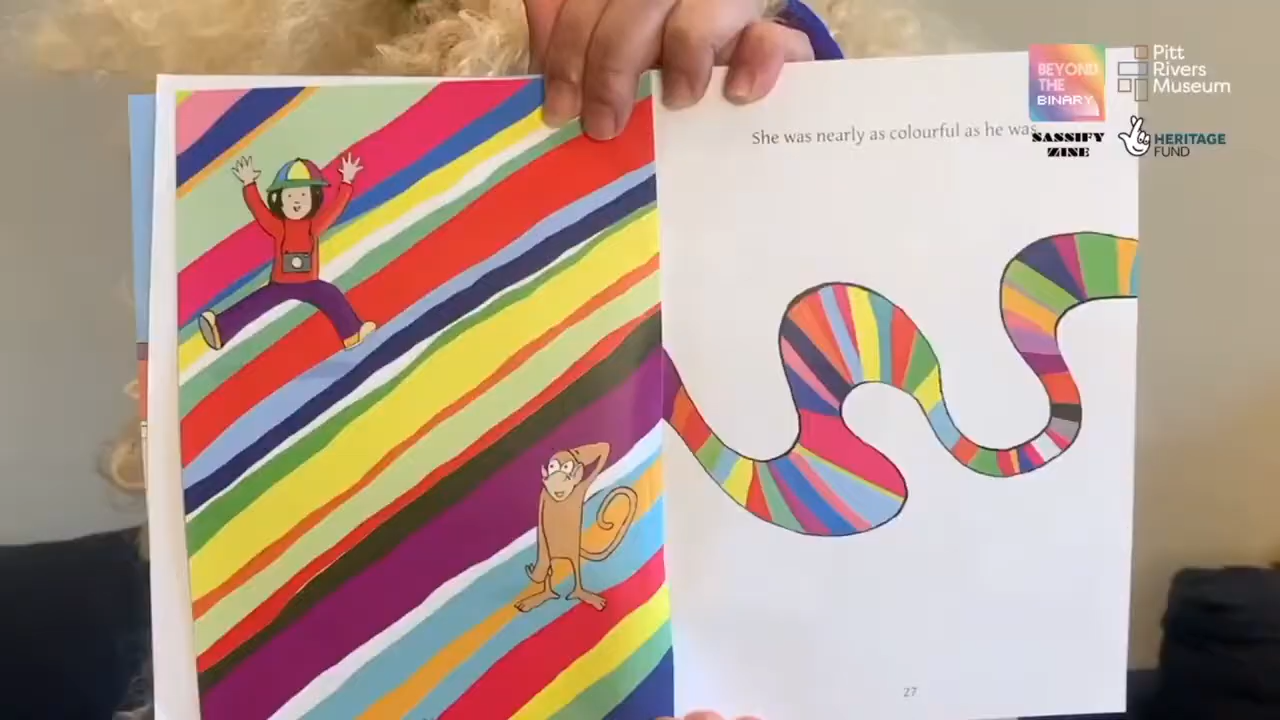 She was nearly as colourful as he was
27
BEYOND
THE
BINARY
Pitt
Rivers
Museum
SASSIFY
ZINE
HERITAGE
FUND